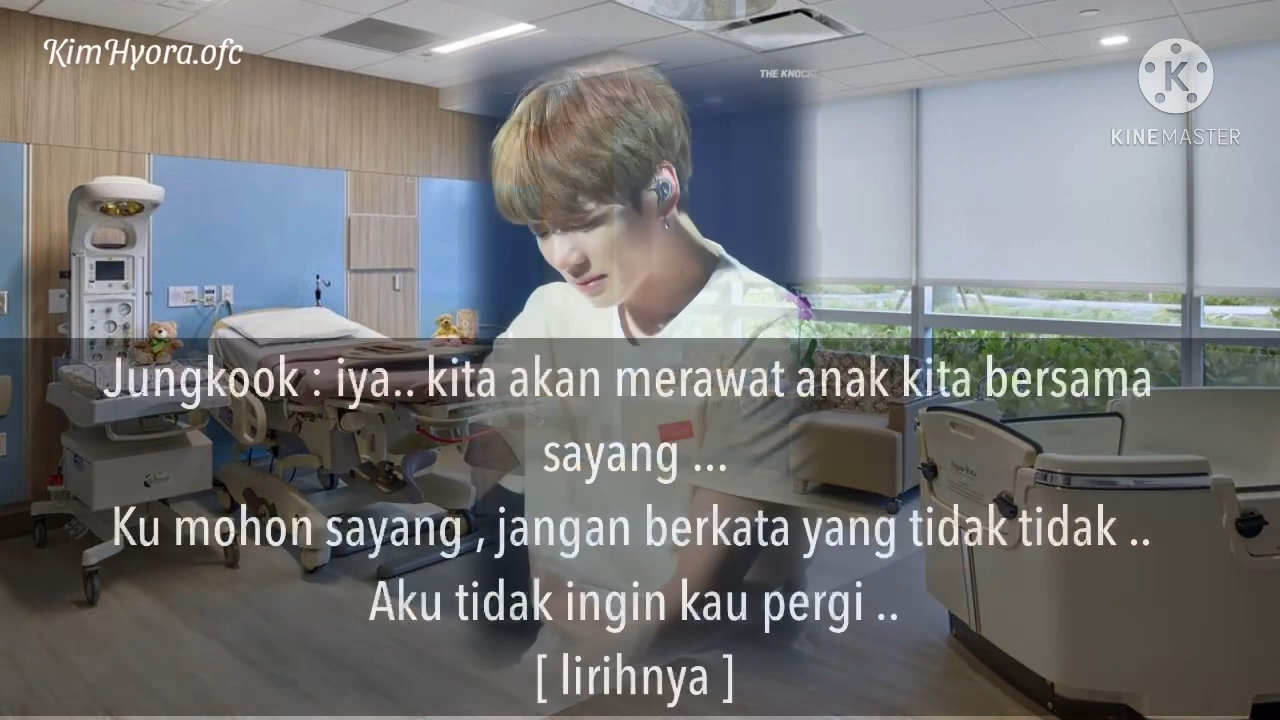 KimHyora.ofc
THE KNOCK
K
KINEMASTER
Jungkook : iya.. kita akan merawat anak kita bersama
sayang ...
Ku mohon sayang , jangan berkata yang tidak tidak ..
Aku tidak ingin kau pergi ..
[ lirihnya ]